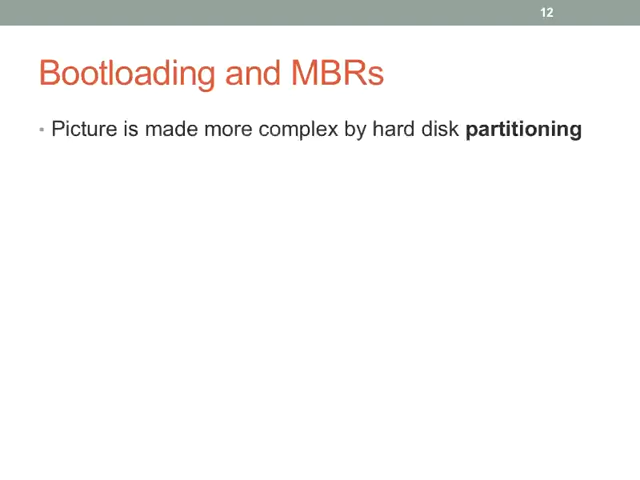 12
Bootloading and MBRs
• Picture is made more complex by hard disk partitioning